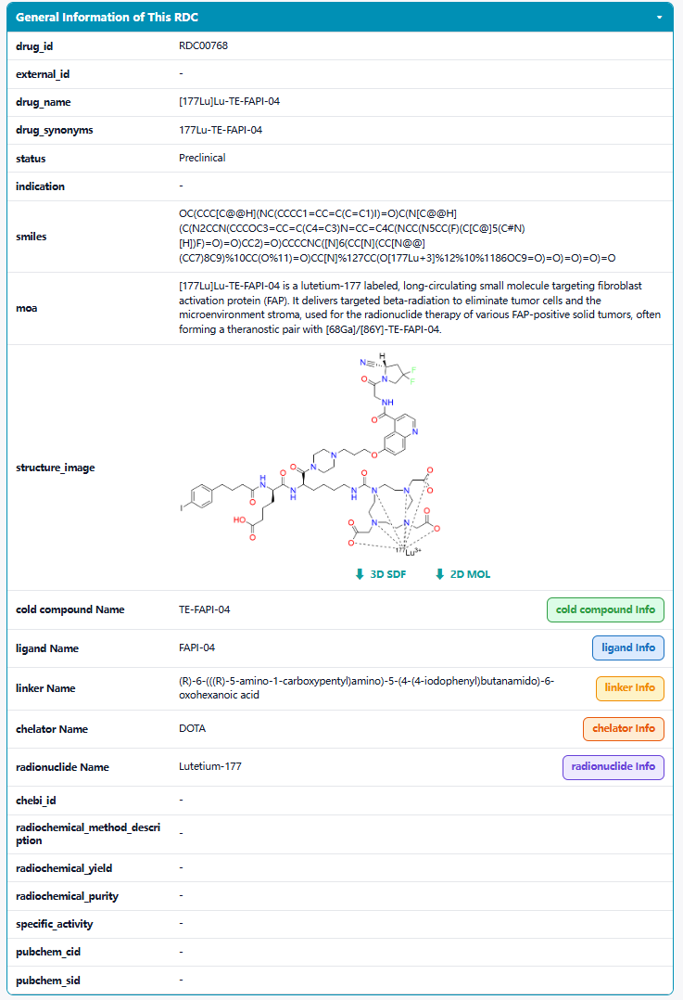 General Information of This RDC
drug_id RDC00768
external_id -
drug_name [177Lu]Lu-TE-FAPI-04
drug_synonyms 177Lu-TE-FAPI-04
status Preclinical
indication -
smiles
OC(CCC[C@@H](NC(CCCC1=CC=C(C=C1)I)=O)C(N[C@@H]
(C(N2CCN(CCCOC3=CC=C(C4=C3)N=CC=C4C(NCC(N5CC(F)(C[C@]5(C#N)
[H])F)=O)=O)CC2)=O)CCCCNC([N]6(CC[N](CC[N@@]
(CC7)8C9)%10CC(O%11)=O)CC[N]%127CC(O[177Lu+3]%12%10%1186OC9=O)=O)=O)=O)=O
moa
[177Lu]Lu-TE-FAPI-04 is a lutetium-177 labeled, long-circulating small molecule targeting fibroblast
activation protein (FAP). It delivers targeted beta-radiation to eliminate tumor cells and the
microenvironment stroma, used for the radionuclide therapy of various FAP-positive solid tumors, often
forming a theranostic pair with [68Ga]/[86Y]-TE-FAPI-04.
structure_image
H
N
F
O N F
O
NH
O
N
N
O
O N
H N O O O
O
N H
N H
N N
I
HO O
O N N O
O
177Lu3+
3D SDF 2D MOL
cold compound Name TE-FAPI-04 cold compound Info
ligand Name FAPI-04 ligand Info
linker Name
(R)-6-(((R)-5-amino-1-carboxypentyl)amino)-5-(4-(4-iodophenyl)butanamido)-6-
oxohexanoic acid
linker Info
chelator Name DOTA chelator Info
radionuclide Name Lutetium-177 radionuclide Info
chebi_id -
radiochemical_method_descri
ption
-
radiochemical_yield -
radiochemical_purity -
specific_activity -
pubchem_cid -
pubchem_sid -